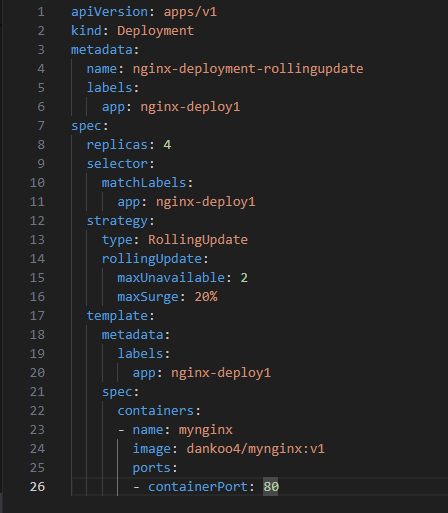 1 apiVersion: apps/v1
2 kind: Deployment
3 metadata:
4   name: nginx-deployment-rollingupdate
5   labels:
6     app: nginx-deploy1
7 spec:
8   replicas: 4
9   selector:
10     matchLabels:
11       app: nginx-deploy1
12   strategy:
13     type: RollingUpdate
14     rollingUpdate:
15       maxUnavailable: 2
16       maxSurge: 20%
17   template:
18     metadata:
19       labels:
20         app: nginx-deploy1
21     spec:
22       containers:
23       - name: mynginx
24         image: dankoo4/mynginx:v1
25         ports:
26         - containerPort: 80